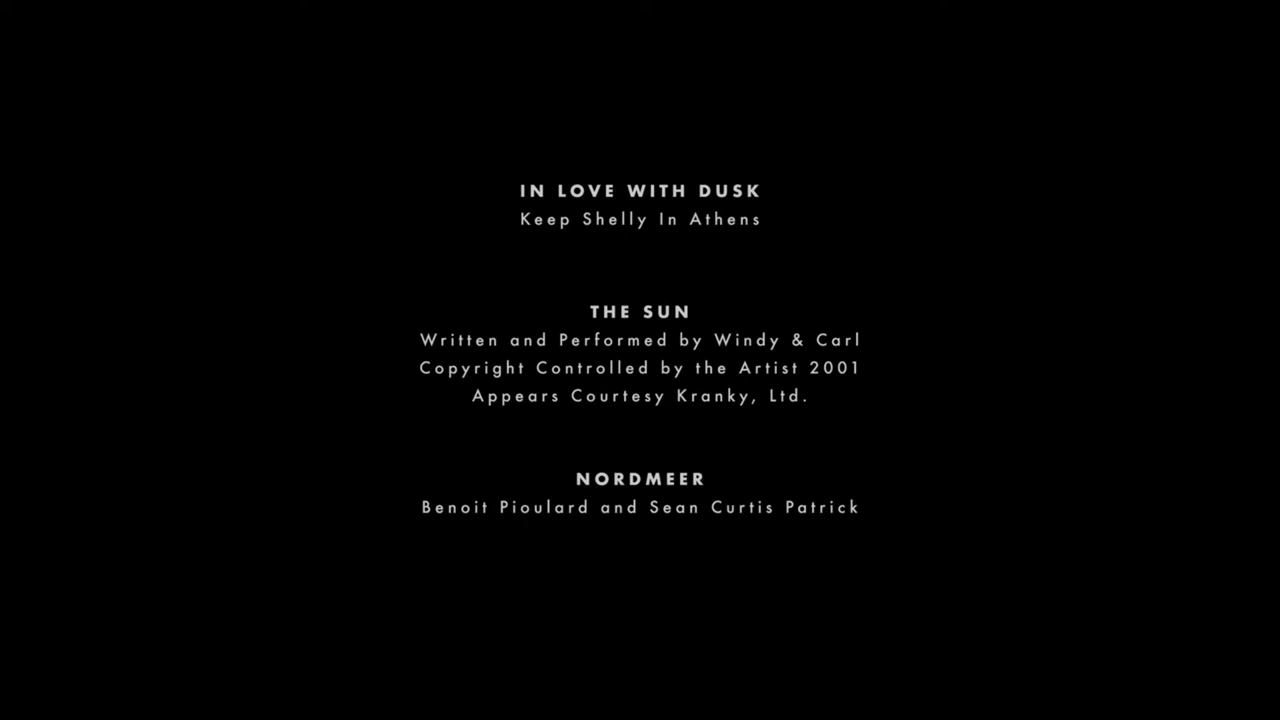 IN LOVE WITH DUSK
Keep Shelly In Athens
THE SUN
Written and Performed by Windy & Carl
Copyright Controlled by the Artist 2001
Appears Courtesy Kranky, Ltd.
NORDMEER
Benoit Pioulard and Sean Curtis Patrick